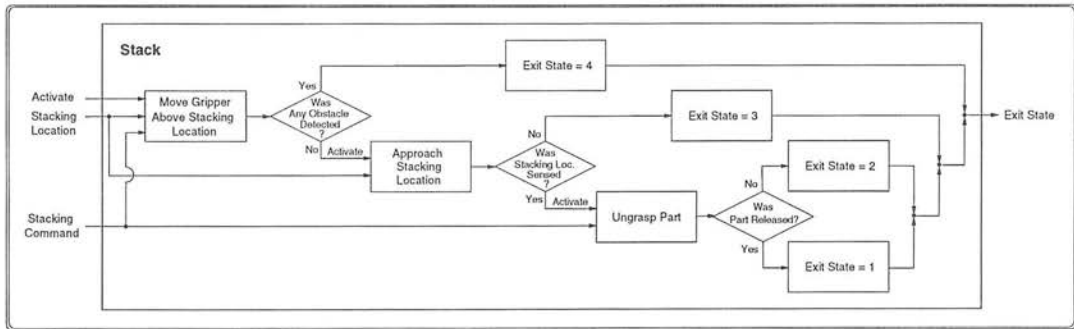 Stack
Activate
Stacking
Location
Stacking
Command
Move Gripper
Above Stacking
Location
Was
Any Obstacle
Detected
?
Yes
No
Exit State = 4
Activate
Approach
Stacking
Location
Was
Stacking Loc.
Sensed
?
No
Yes
Exit State = 3
Activate
Ungrasp Part
Was
Part Released?
No
Yes
Exit State = 2
Exit State = 1
Exit State